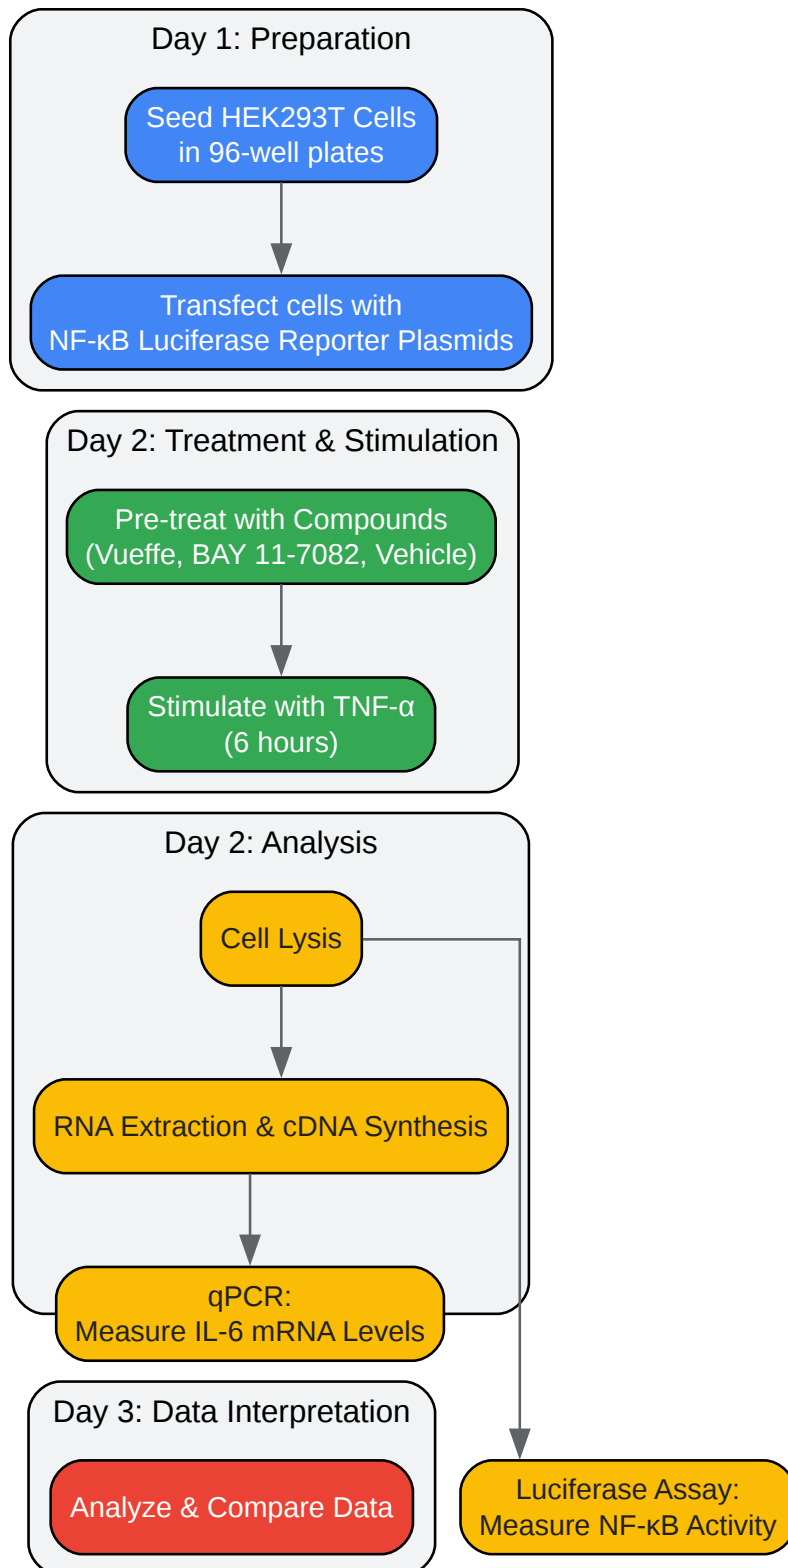 Day 1: Preparation
Seed HEK293T Cells
in 96-well plates
Transfect cells with
NF-κB Luciferase Reporter Plasmids
Day 2: Treatment & Stimulation
Pre-treat with Compounds
(Vueffe, BAY 11-7082, Vehicle)
Stimulate with TNF-α
(6 hours)
Day 2: Analysis
Cell Lysis
RNA Extraction & cDNA Synthesis
qPCR:
Measure IL-6 mRNA Levels
Day 3: Data Interpretation
Analyze & Compare Data
Luciferase Assay:
Measure NF-κB Activity